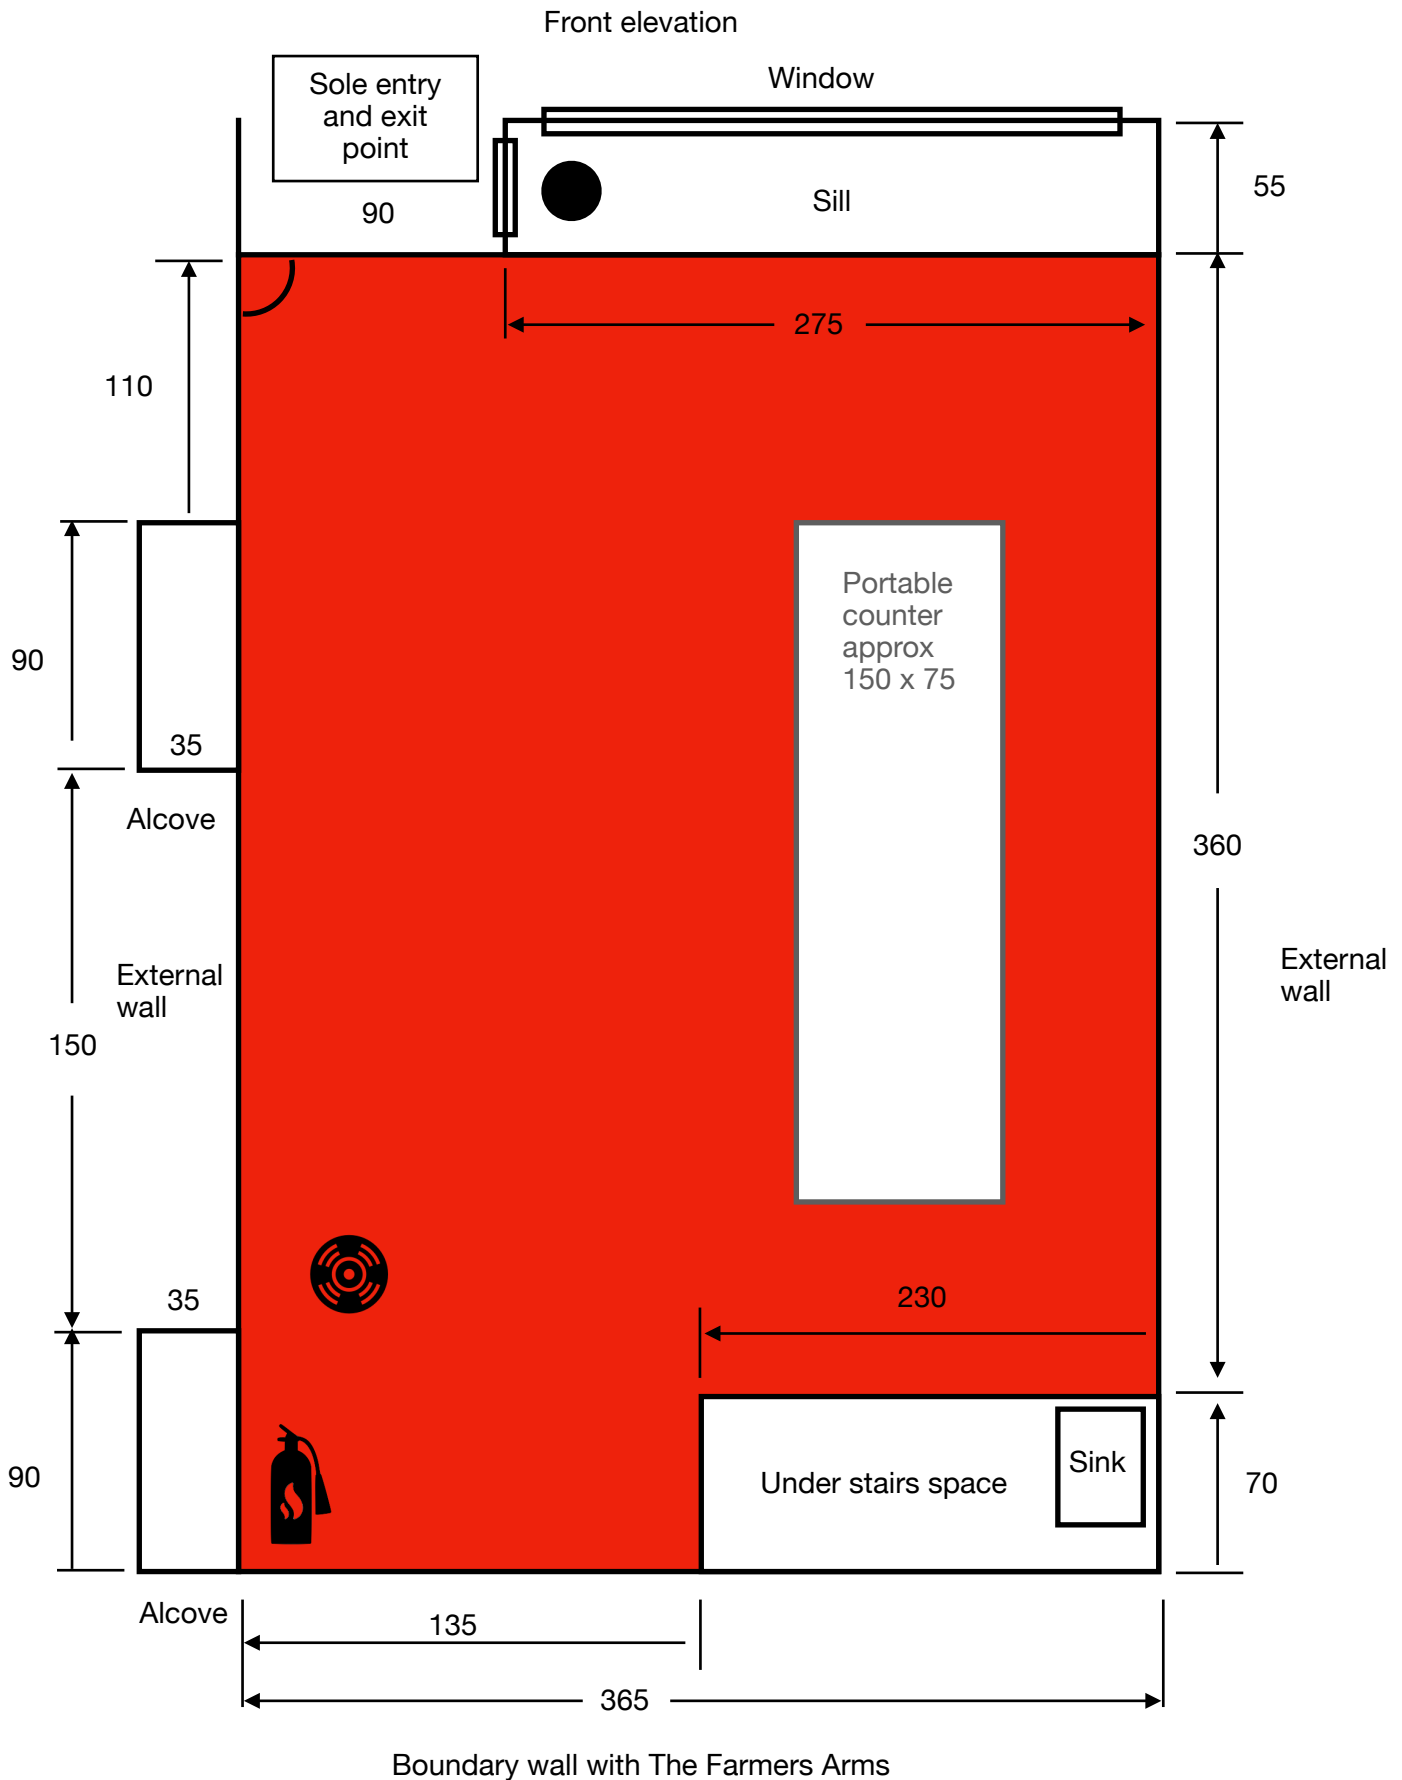 Front elevation
Window
Sole entry
and exit
point
90
Sill
55
275
110
Portable
counter
approx
150 x 75
90
35
Alcove
360
External
wall
External
wall
150
35
230
90
Under stairs space
Sink
70
Alcove
135
365
Boundary wall with The Farmers Arms